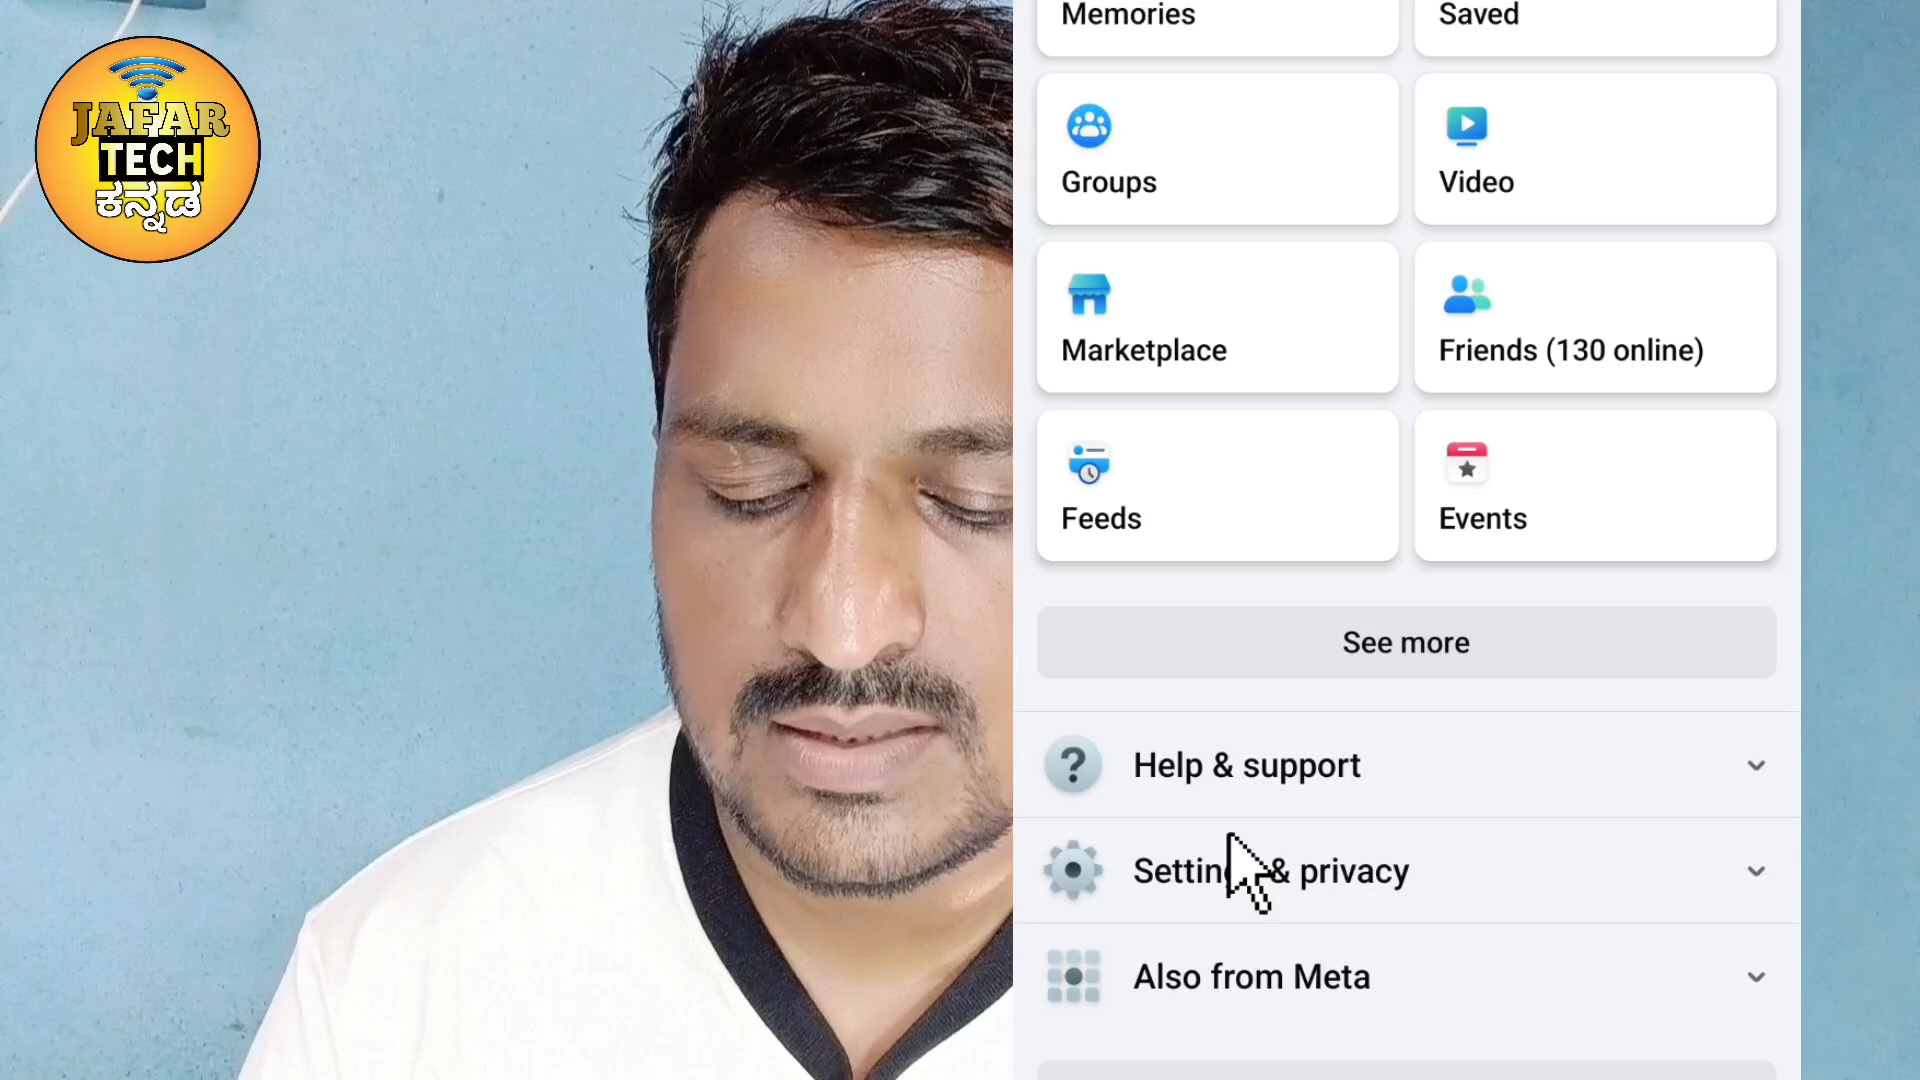 JAFAR
TECH
ಕನ್ನಡ
Memories
Saved
Groups
Video
Marketplace
Friends (130 online)
Feeds
Events
See more
Help & support
& privacy
Also from Meta